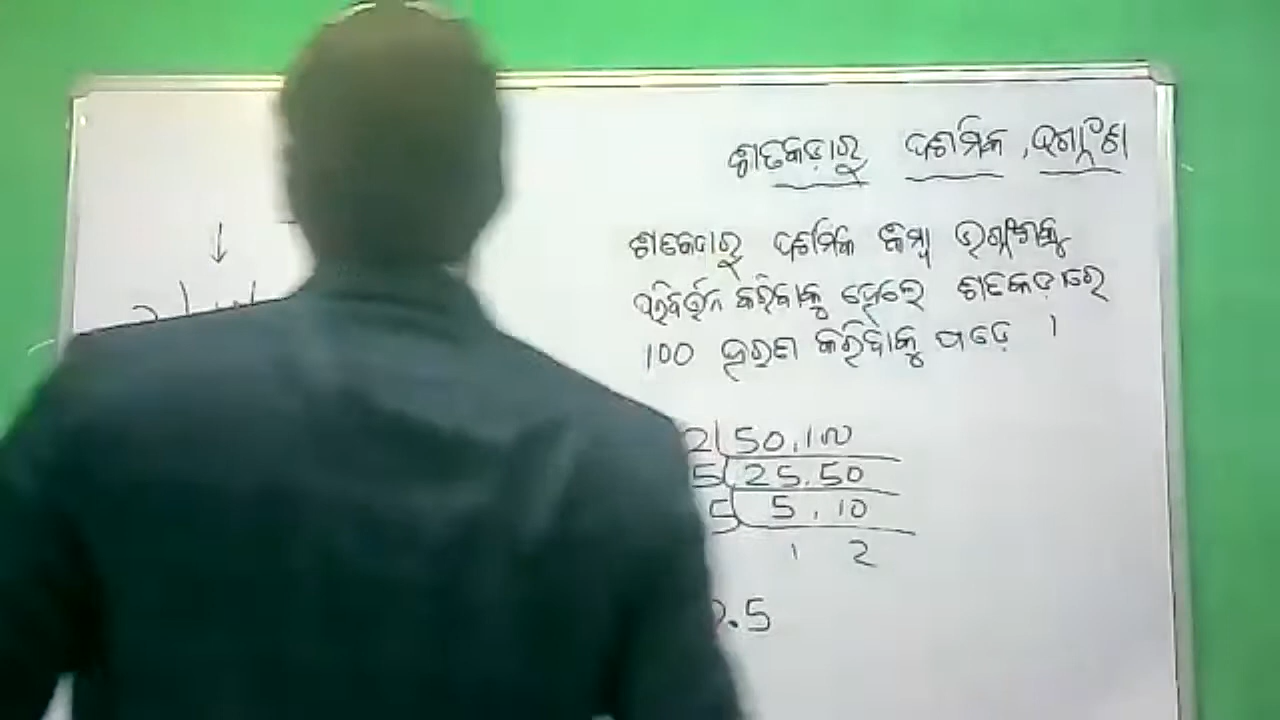 ଶତକଡ଼ାରୁ ଦଶମିକ, ଭଗ୍ନାଂଶ
ଶତକଡାରୁ ଦଶମିକ କିମ୍ବା ଭଗ୍ନାଂଶକୁ
ପରିବର୍ତ୍ତନ କରିବାକୁ ହେଲେ ଶତକଡ଼ାରେ
100 ହରଣ କରିବାକୁ ପଡ଼େ ।
2 50,100
5 25,50
5 5,10
1 2
.5